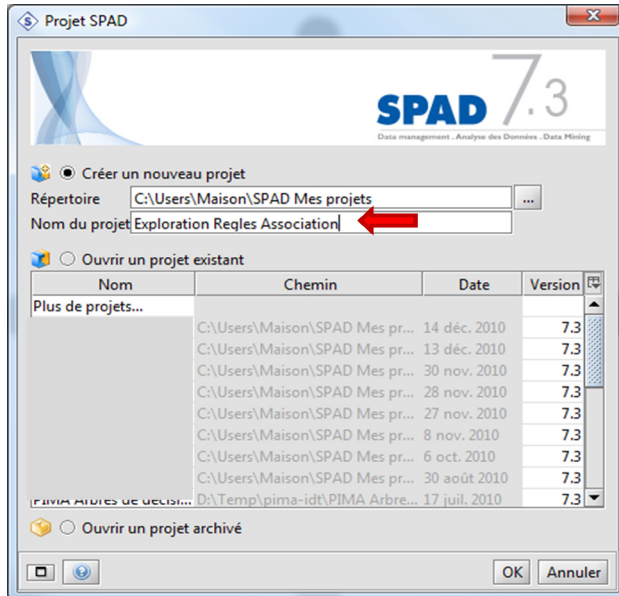 Projet SPAD
SPAD 7.3
Data management . Analyse des Données . Data Mining
Créer un nouveau projet
Répertoire C:\Users\Maison\SPAD Mes projets ...
Nom du projet Exploration Regles Association
Ouvrir un projet existant
Nom Chemin Date Version
Plus de projets...
C:\Users\Maison\SPAD Mes pr... 14 déc. 2010 7.3
C:\Users\Maison\SPAD Mes pr... 13 déc. 2010 7.3
C:\Users\Maison\SPAD Mes pr... 30 nov. 2010 7.3
C:\Users\Maison\SPAD Mes pr... 28 nov. 2010 7.3
C:\Users\Maison\SPAD Mes pr... 27 nov. 2010 7.3
C:\Users\Maison\SPAD Mes pr... 8 nov. 2010 7.3
C:\Users\Maison\SPAD Mes pr... 6 oct. 2010 7.3
C:\Users\Maison\SPAD Mes pr... 30 août 2010 7.3
PIMA Arbres de décisi... D:\Temp\pima-idt\PIMA Arbre... 17 juil. 2010 7.3
Ouvrir un projet archivé
OK Annuler